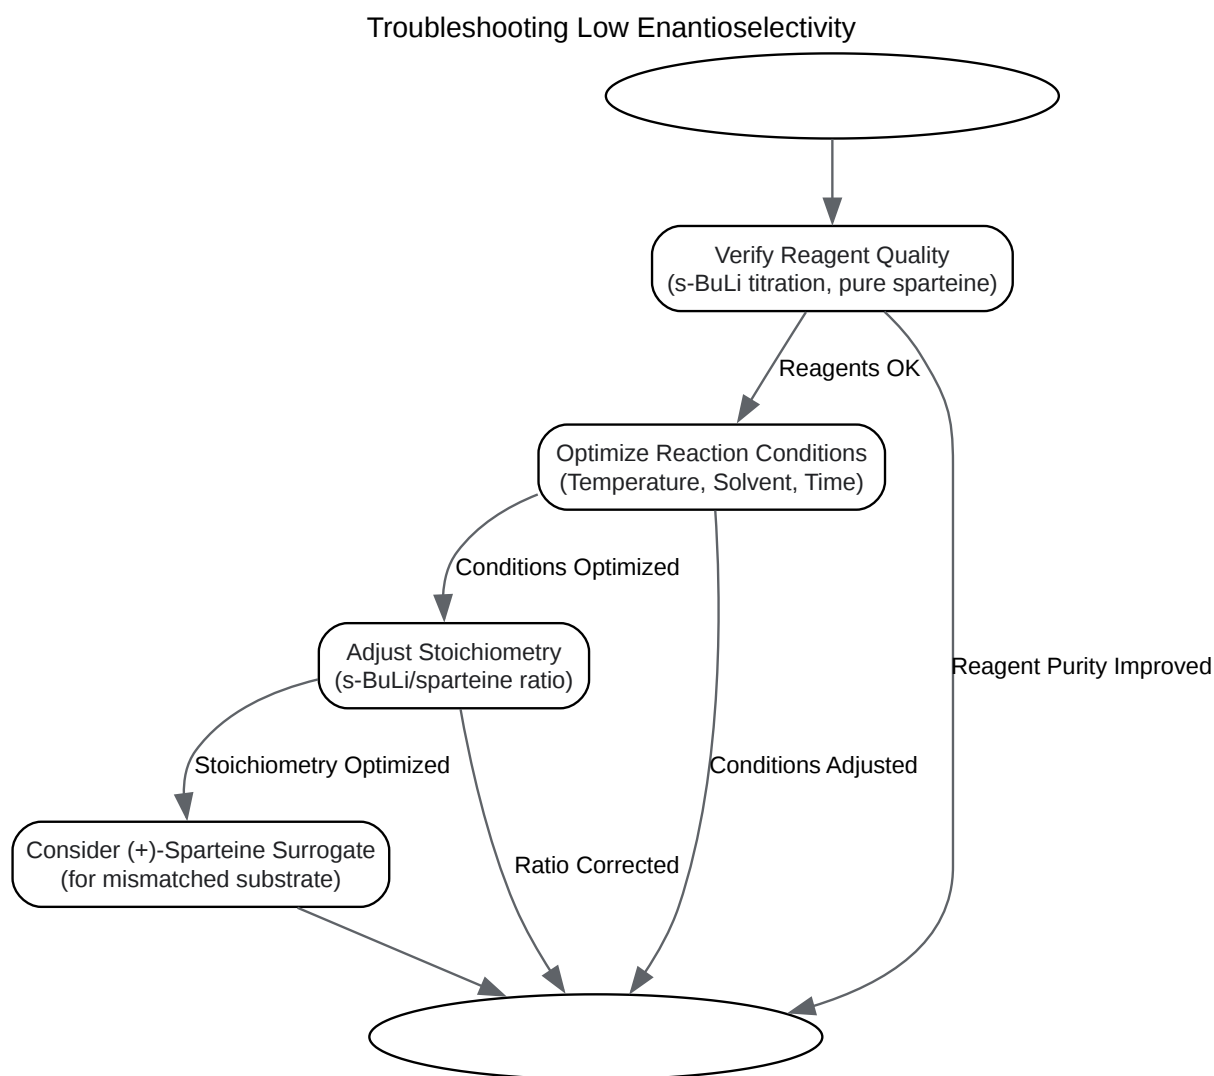 Troubleshooting Low Enantioselectivity
Verify Reagent Quality
(s-BuLi titration, pure sparteine)
Reagents OK
Optimize Reaction Conditions
(Temperature, Solvent, Time)
Conditions Optimized
Adjust Stoichiometry
(s-BuLi/sparteine ratio)
Reagent Purity Improved
Stoichiometry Optimized
Conditions Adjusted
Consider (+)-Sparteine Surrogate
(for mismatched substrate)
Ratio Corrected